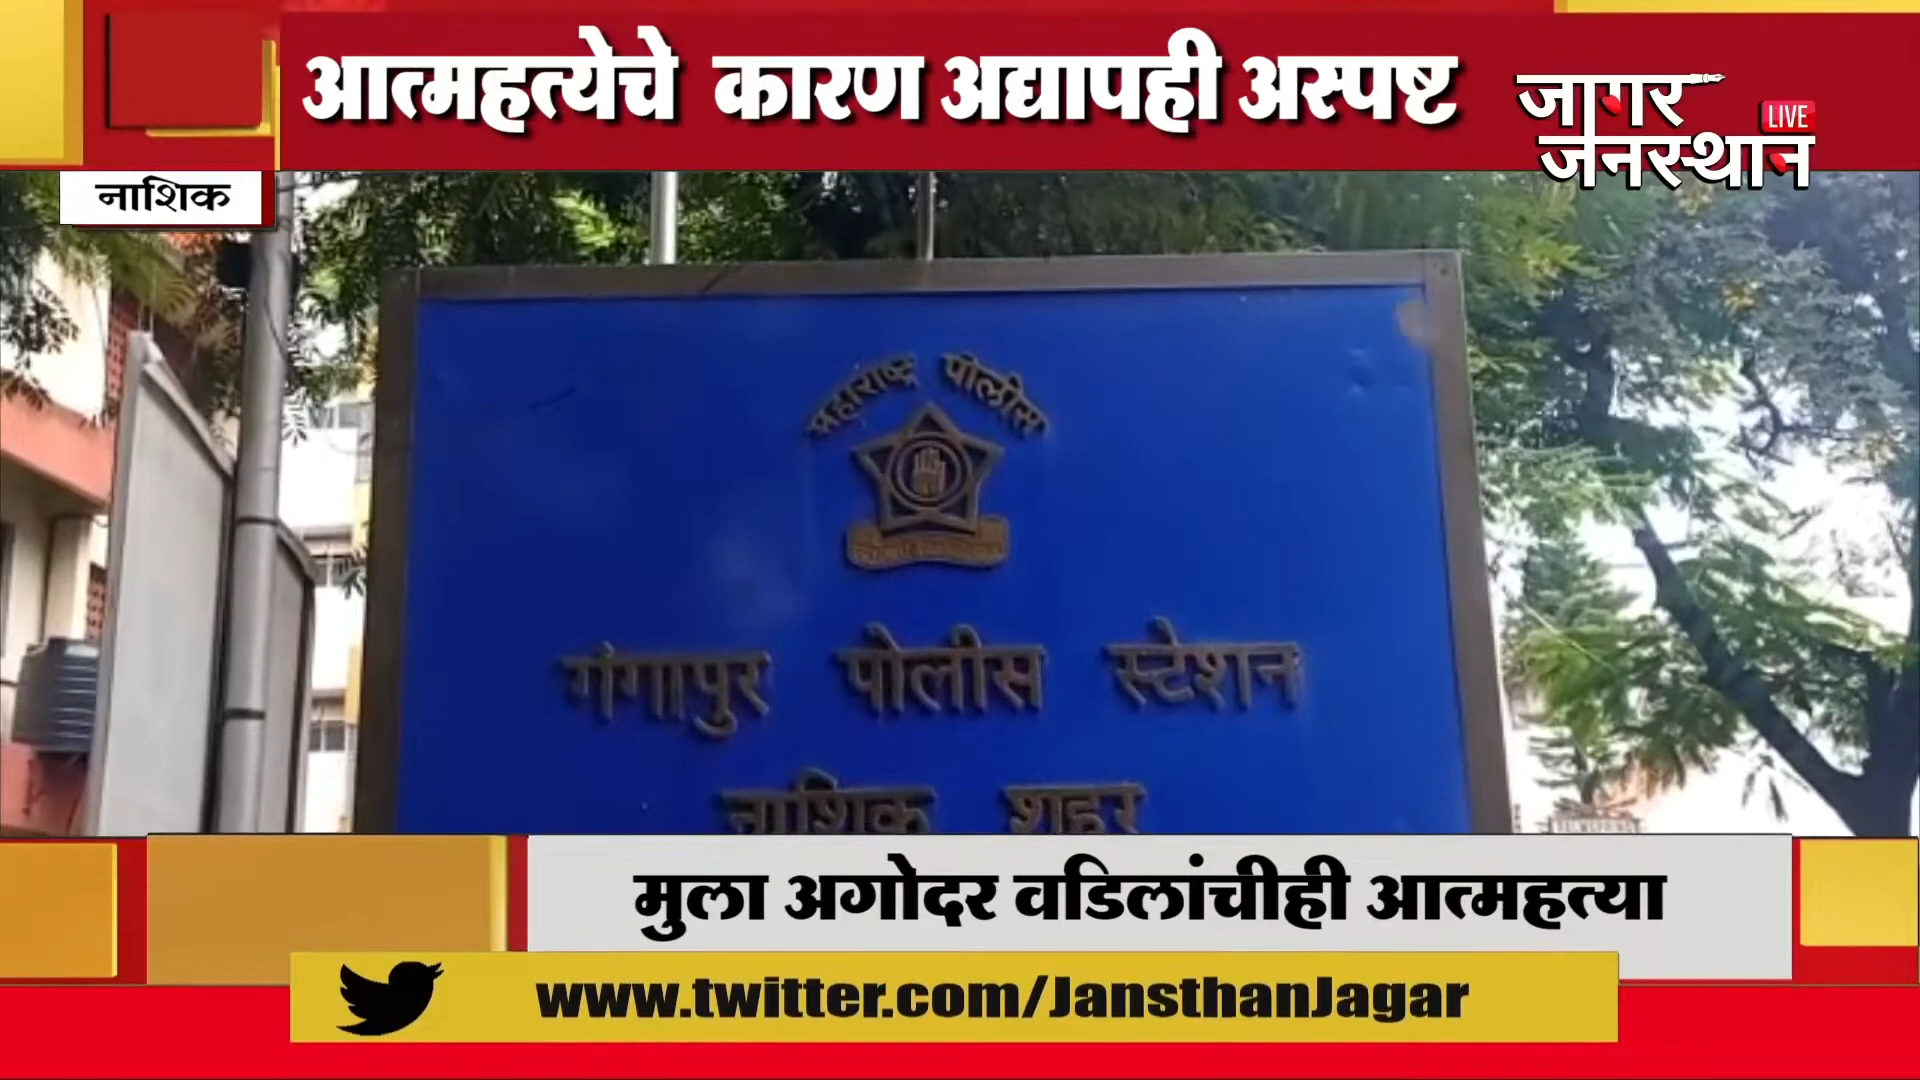 आत्महत्येचे कारण अद्यापही अस्पष्ट
जागर
LIVE
जनस्थान
नाशिक
महाराष्ट्र पोलीस
गंगापुर पोलीस स्टेशन
नाशिक शहर
मुला अगोदर वडिलांचीही आत्महत्या
www.twitter.com/JansthanJagar